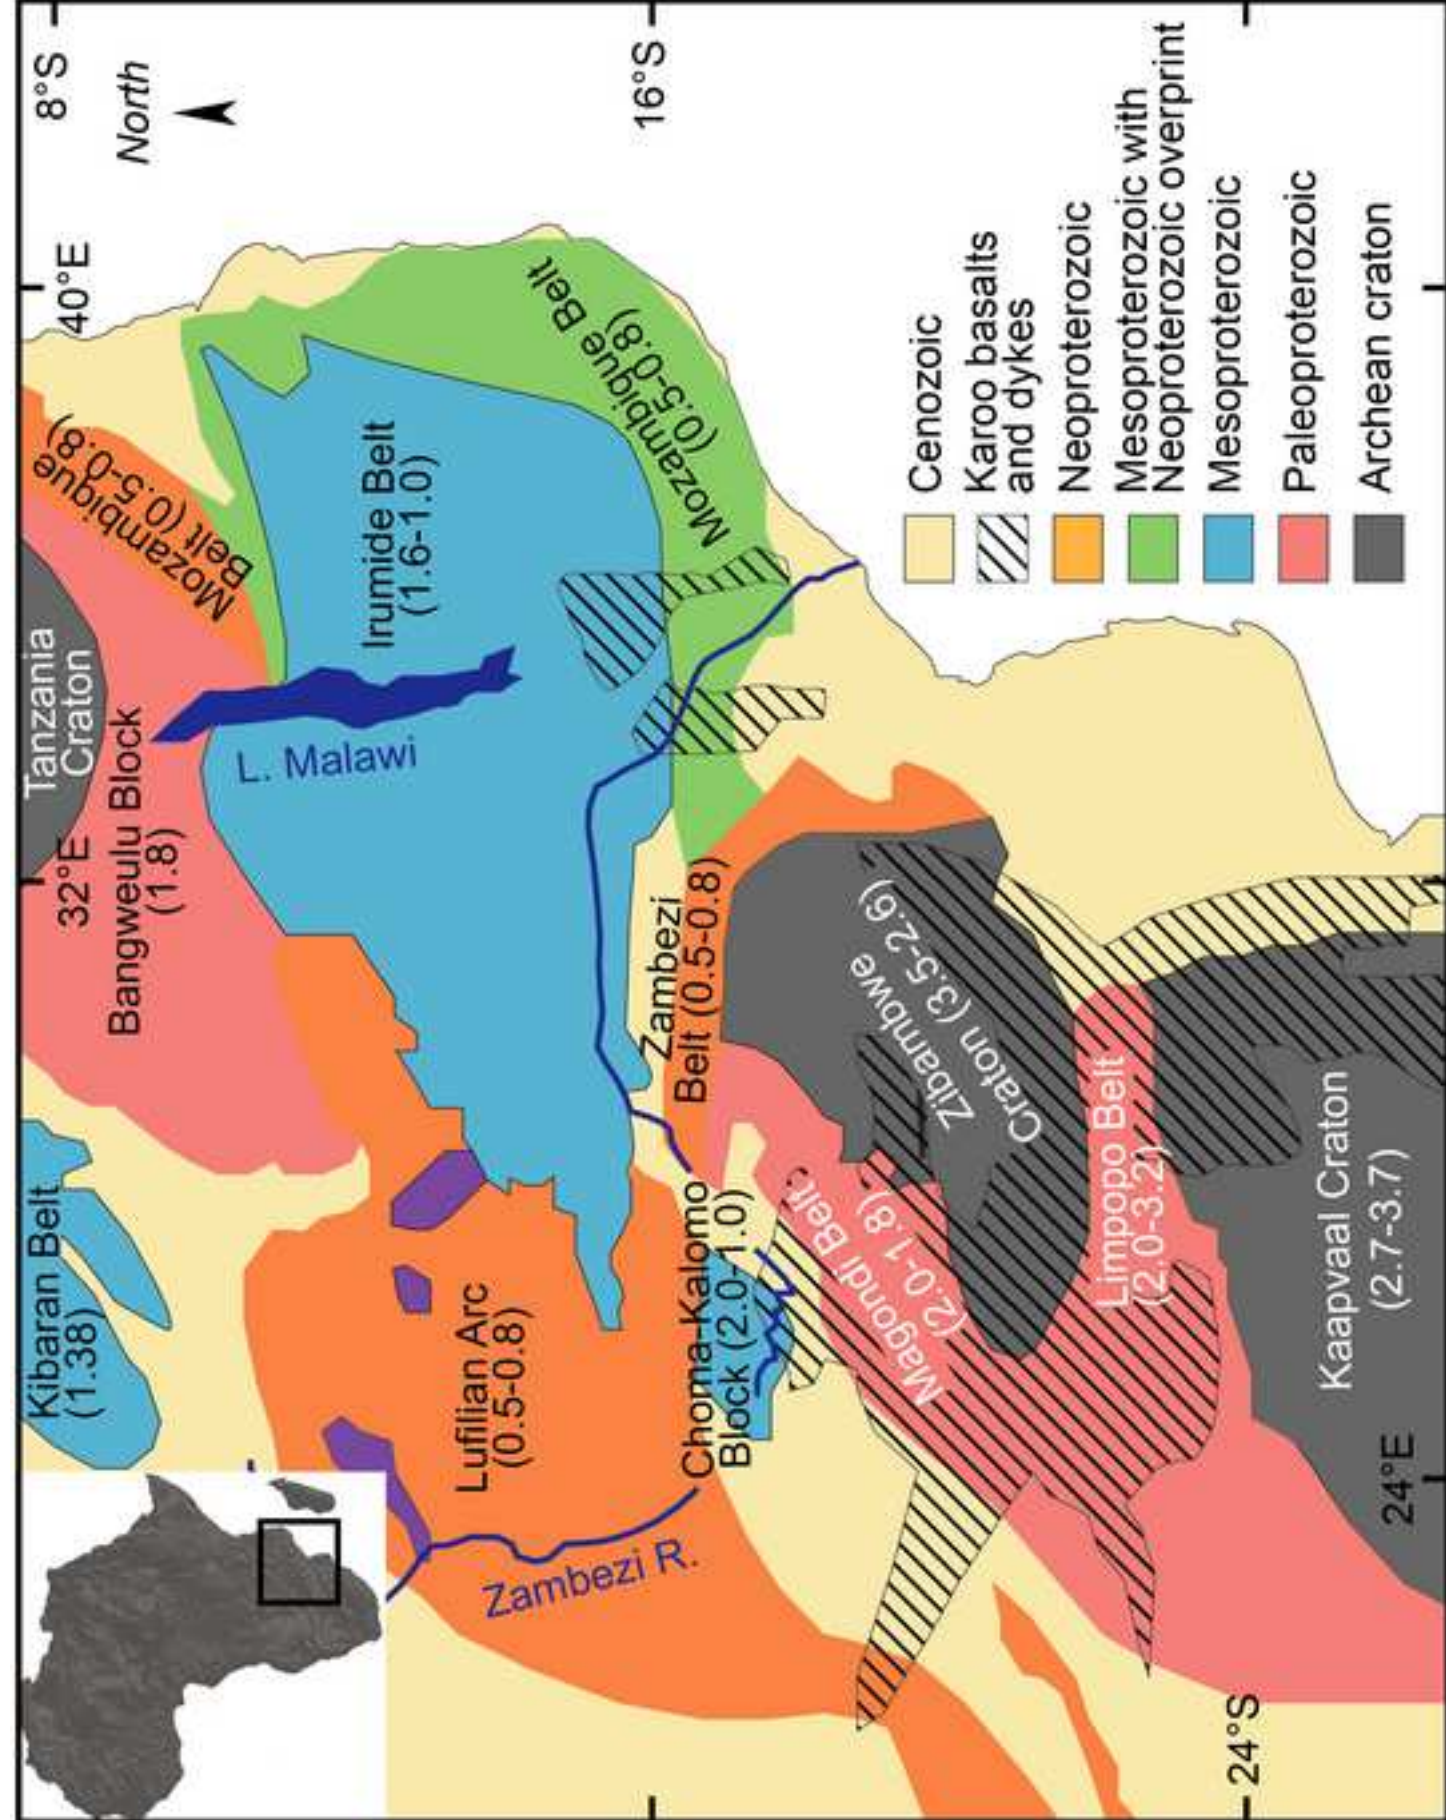 8°S
16°S
24°S
24°E
32°E
40°E
North
Kibaran Belt
(1.38)
Bangweulu Block
(1.8)
Tanzania
Craton
Mozambique
Belt (0.5-0.8)
Lufilian Arc
(0.5-0.8)
L. Malawi
Irumide Belt
(1.6-1.0)
Mozambique Belt
(0.5-0.8)
Zambezi R.
Choma-Kalomo
Block (2.0-1.0)
Zambezi
Belt (0.5-0.8)
Magondi Belt
(2.0-1.8)
Zibambwe
Craton (3.5-2.6)
Limpopo Belt
(2.0-3.2)
Kaapvaal Craton
(2.7-3.7)
Cenozoic
Karoo basalts
and dykes
Neoproterozoic
Mesoproterozoic with
Neoproterozoic overprint
Mesoproterozoic
Paleoproterozoic
Archean craton